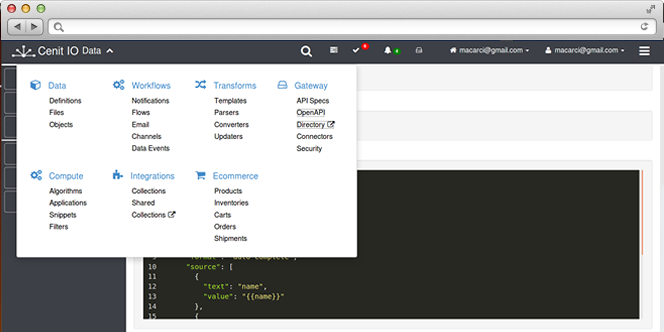 Cenit IO Data
macarci@gmail.com
macarci@gmail.com
Data
Definitions
Files
Objects
Workflows
Notifications
Flows
Email
Channels
Data Events
Transforms
Templates
Parsers
Converters
Updaters
Gateway
API Specs
OpenAPI
Directory
Connectors
Security
Compute
Algorithms
Applications
Snippets
Filters
Integrations
Collections
Shared
Collections
Ecommerce
Products
Inventories
Carts
Orders
Shipments
10 "source": [
11 {
12 "text": "name",
13 "value": "{{name}}"
14 },
15 {